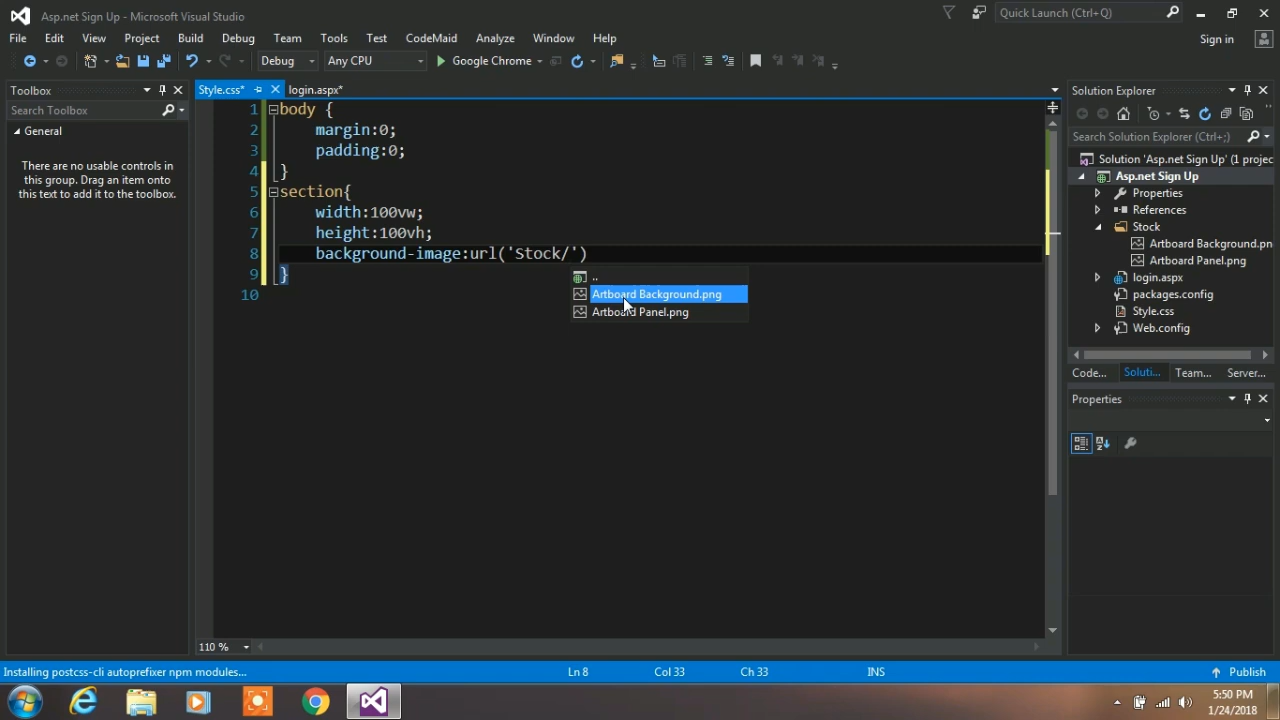 Asp.net Sign Up - Microsoft Visual Studio
Quick Launch (Ctrl+Q)
File Edit View Project Build Debug Team Tools Test CodeMaid Analyze Window Help
Sign in
Debug Any CPU Google Chrome
Toolbox
Search Toolbox
General
There are no usable controls in
this group. Drag an item onto
this text to add it to the toolbox.
Style.css* login.aspx*
1 body {
2 margin:0;
3 padding:0;
4 }
5 section{
6 width:100vw;
7 height:100vh;
8 background-image:url('Stock/')
9 }
10
..
Artboard Background.png
Artboard Panel.png
110 %
Solution Explorer
Search Solution Explorer (Ctrl+;)
Solution 'Asp.net Sign Up' (1 projec
Asp.net Sign Up
Properties
References
Stock
Artboard Background.pn
Artboard Panel.png
login.aspx
packages.config
Style.css
Web.config
Code... Soluti... Team... Server...
Properties
Installing postcss-cli autoprefixer npm modules... Ln 8 Col 33 Ch 33 INS Publish
5:50 PM
1/24/2018